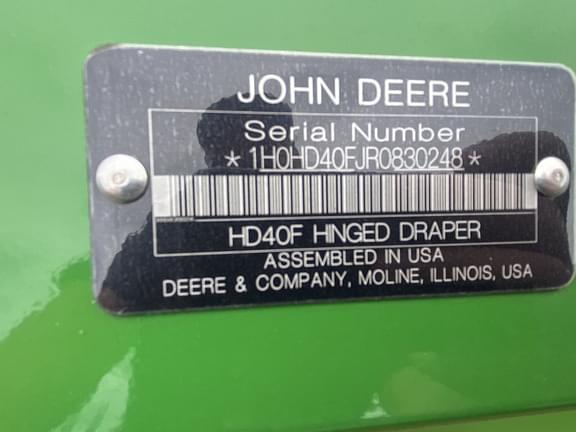 JOHN DEERE
Serial Number
*1H0HD40FJR0830248*
HD40F HINGED DRAPER
ASSEMBLED IN USA
DEERE & COMPANY, MOLINE, ILLINOIS, USA